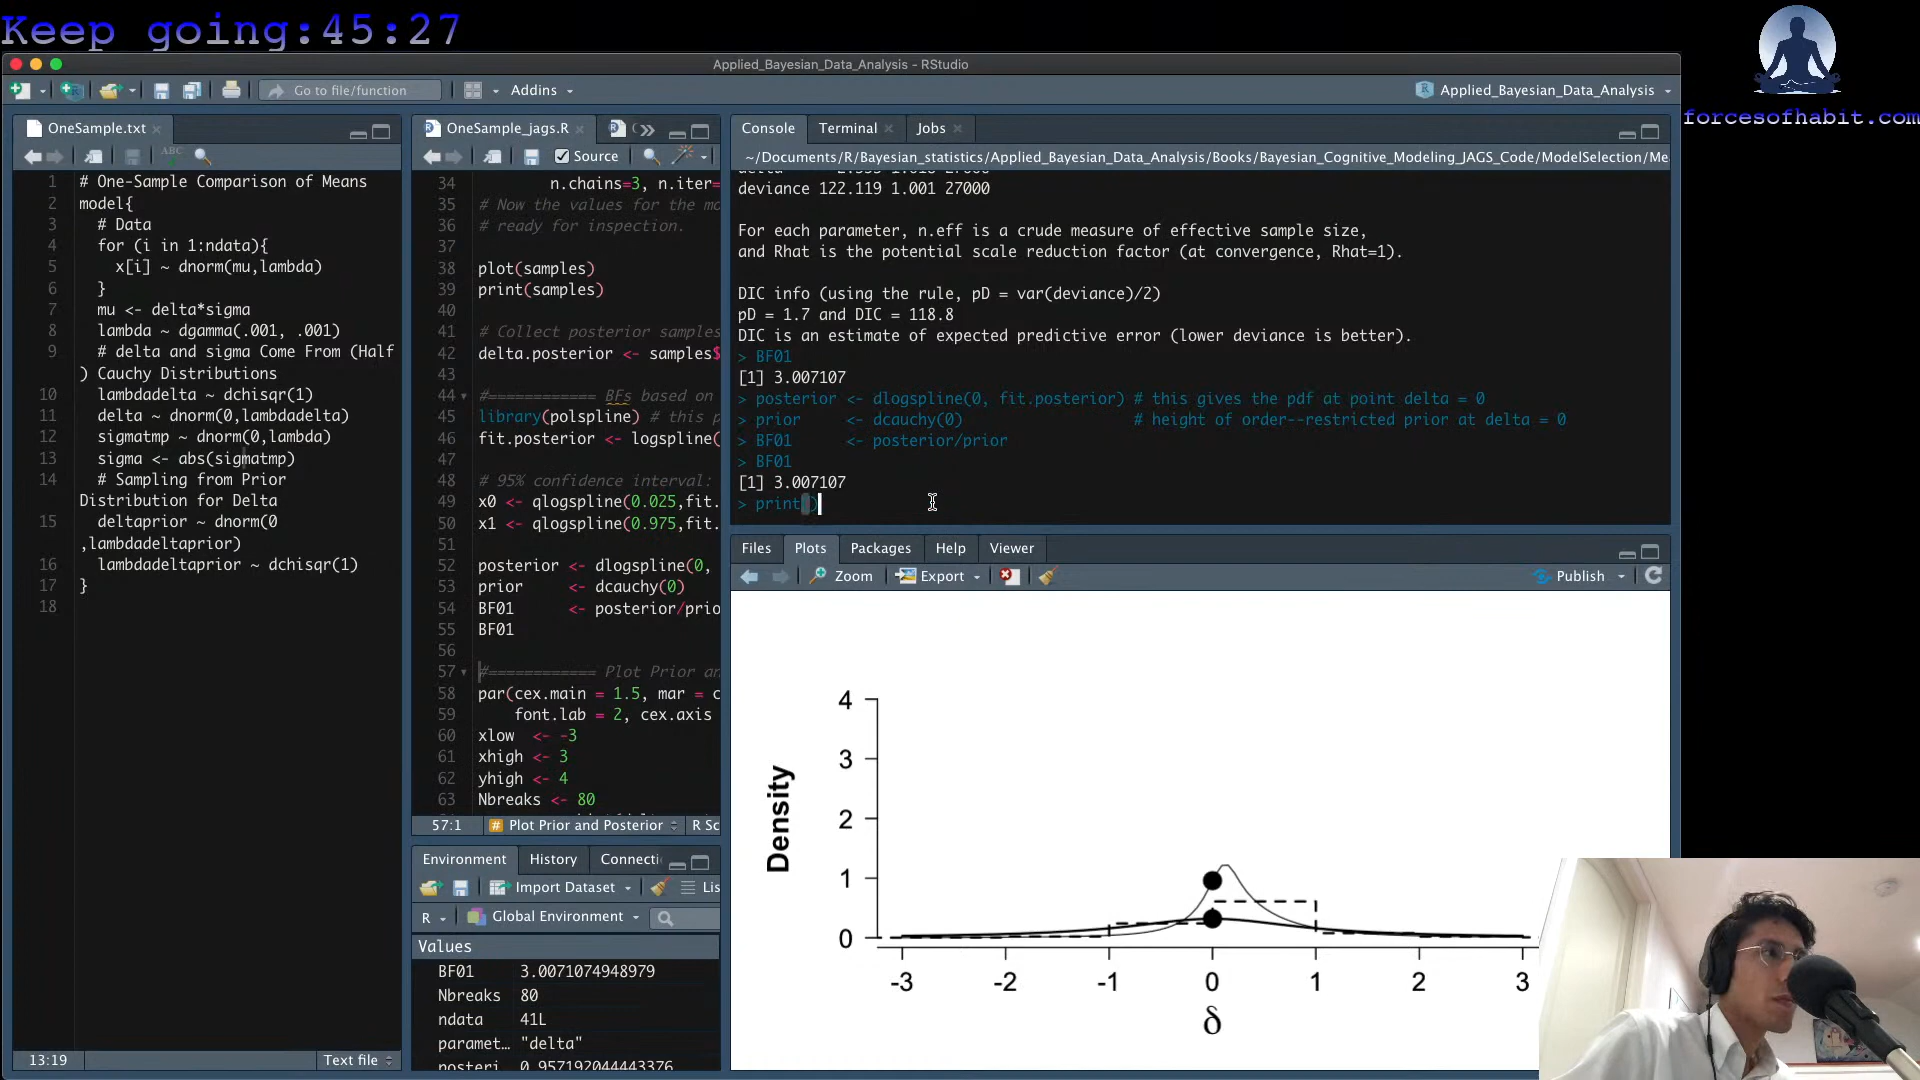 Keep going:45:27
forcesofhabit.com
Applied_Bayesian_Data_Analysis - RStudio
Go to file/function
Addins
Applied_Bayesian_Data_Analysis
OneSample.txt
1 # One-Sample Comparison of Means
2 model{
3 # Data
4 for (i in 1:ndata){
5 x[i] ~ dnorm(mu,lambda)
6 }
7 mu <- delta*sigma
8 lambda ~ dgamma(.001, .001)
9 # delta and sigma Come From (Half
) Cauchy Distributions
10 lambdadelta ~ dchisqr(1)
11 delta ~ dnorm(0,lambdadelta)
12 sigmatmp ~ dnorm(0,lambda)
13 sigma <- abs(sigmatmp)
14 # Sampling from Prior
Distribution for Delta
15 deltaprior ~ dnorm(0
,lambdadeltaprior)
16 lambdadeltaprior ~ dchisqr(1)
17 }
18
13:19
Text file
OneSample_jags.R
Source
34 n.chains=3, n.iter=
35 # Now the values for the mo
36 # ready for inspection.
37
38 plot(samples)
39 print(samples)
40
41 # Collect posterior samples
42 delta.posterior <- samples$
43
44 #============ BFs based on
45 library(polspline) # this p
46 fit.posterior <- logspline(
47
48 # 95% confidence interval:
49 x0 <- qlogspline(0.025,fit.
50 x1 <- qlogspline(0.975,fit.
51
52 posterior <- dlogspline(0,
53 prior <- dcauchy(0)
54 BF01 <- posterior/prio
55 BF01
56
57 #============ Plot Prior an
58 par(cex.main = 1.5, mar = c
59 font.lab = 2, cex.axis
60 xlow <- -3
61 xhigh <- 3
62 yhigh <- 4
63 Nbreaks <- 80
57:1
# Plot Prior and Posterior
R Sc
Environment
History
Connecti
Import Dataset
Lis
R
Global Environment
Values
BF01 3.0071074948979
Nbreaks 80
ndata 41L
paramet… "delta"
posteri… 0.957192044443376
Console
Terminal
Jobs
~/Documents/R/Bayesian_statistics/Applied_Bayesian_Data_Analysis/Books/Bayesian_Cognitive_Modeling_JAGS_Code/ModelSelection/Me
deviance 122.119 1.001 27000
For each parameter, n.eff is a crude measure of effective sample size,
and Rhat is the potential scale reduction factor (at convergence, Rhat=1).
DIC info (using the rule, pD = var(deviance)/2)
pD = 1.7 and DIC = 118.8
DIC is an estimate of expected predictive error (lower deviance is better).
> BF01
[1] 3.007107
> posterior <- dlogspline(0, fit.posterior) # this gives the pdf at point delta = 0
> prior <- dcauchy(0) # height of order--restricted prior at delta = 0
> BF01 <- posterior/prior
> BF01
[1] 3.007107
> print()
Files
Plots
Packages
Help
Viewer
Zoom
Export
Publish
Density
4
3
2
1
0
-3 -2 -1 0 1 2 3
δ